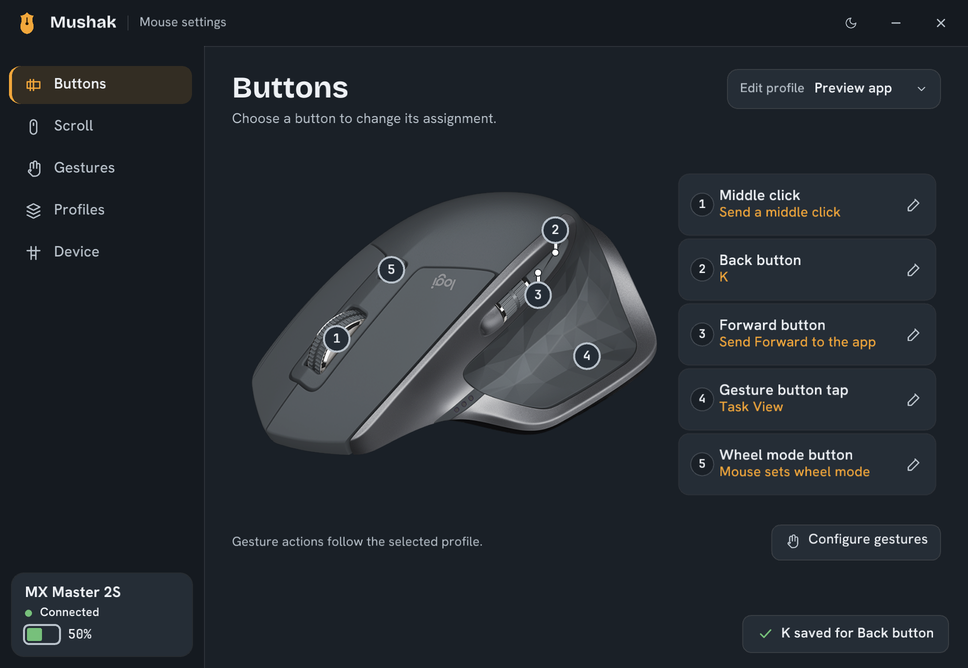 Mushak
Mouse settings
Buttons
Scroll
Gestures
Profiles
Device
MX Master 2S
Connected
50%
Buttons
Choose a button to change its assignment.
Edit profile Preview app
logi
1
2
3
4
5
1 Middle click
Send a middle click
2 Back button
K
3 Forward button
Send Forward to the app
4 Gesture button tap
Task View
5 Wheel mode button
Mouse sets wheel mode
Gesture actions follow the selected profile.
Configure gestures
K saved for Back button